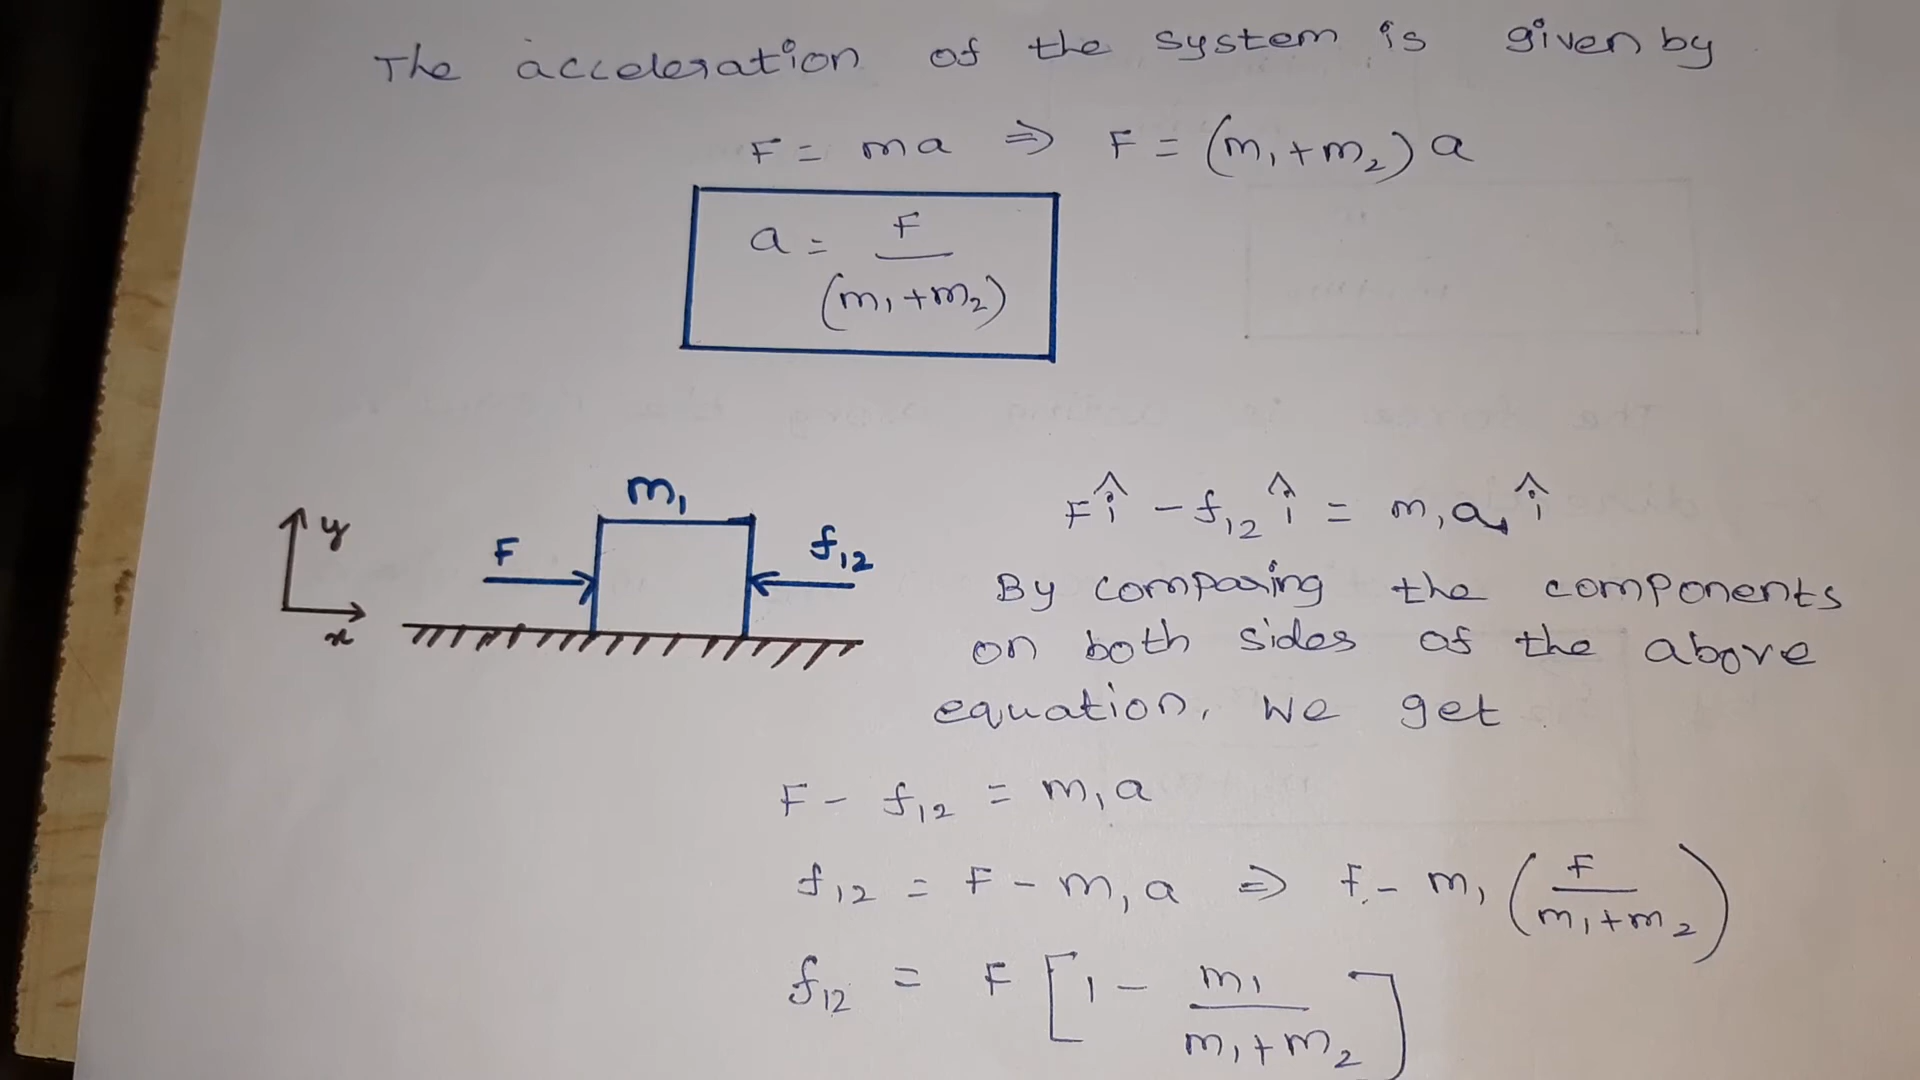 The acceleration of the system is given by
F = ma ⇒ F = (m₁+m₂) a
a = F / (m₁+m₂)
m₁
y
F
f₁₂
x
F î - f₁₂ î = m₁a î
By comparing the components
on both sides of the above
equation, we get
F - f₁₂ = m₁a
f₁₂ = F - m₁a ⇒ F - m₁ (F / m₁+m₂)
f₁₂ = F [1 - m₁ / m₁+m₂]